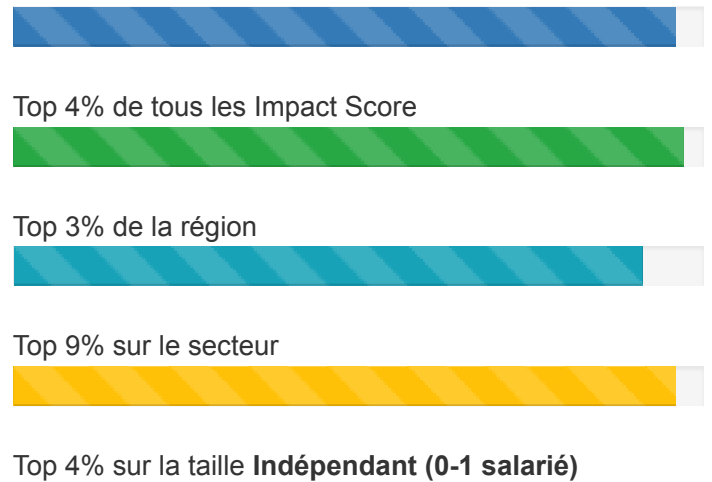 Top 4% de tous les Impact Score
Top 3% de la région
Top 9% sur le secteur
Top 4% sur la taille Indépendant (0-1 salarié)